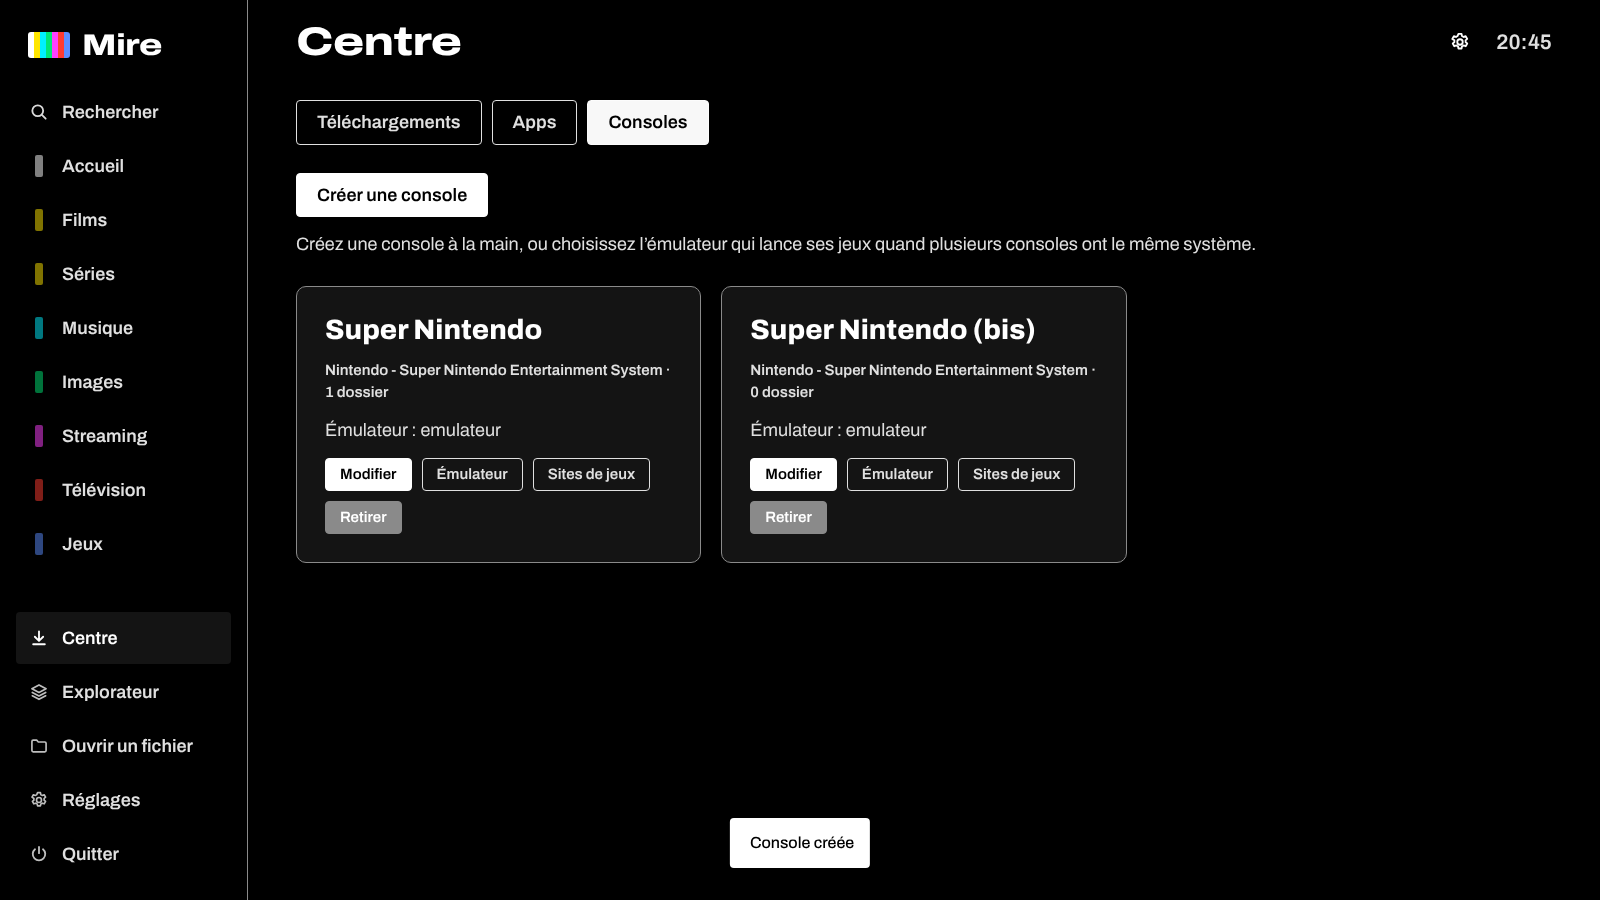 Mire
Rechercher
Accueil
Films
Séries
Musique
Images
Streaming
Télévision
Jeux
Centre
Explorateur
Ouvrir un fichier
Réglages
Quitter
Centre
20:45
Téléchargements
Apps
Consoles
Créer une console
Créez une console à la main, ou choisissez l’émulateur qui lance ses jeux quand plusieurs consoles ont le même système.
Super Nintendo
Nintendo - Super Nintendo Entertainment System ·
1 dossier
Émulateur : emulateur
Modifier
Émulateur
Sites de jeux
Retirer
Super Nintendo (bis)
Nintendo - Super Nintendo Entertainment System ·
0 dossier
Émulateur : emulateur
Modifier
Émulateur
Sites de jeux
Retirer
Console créée